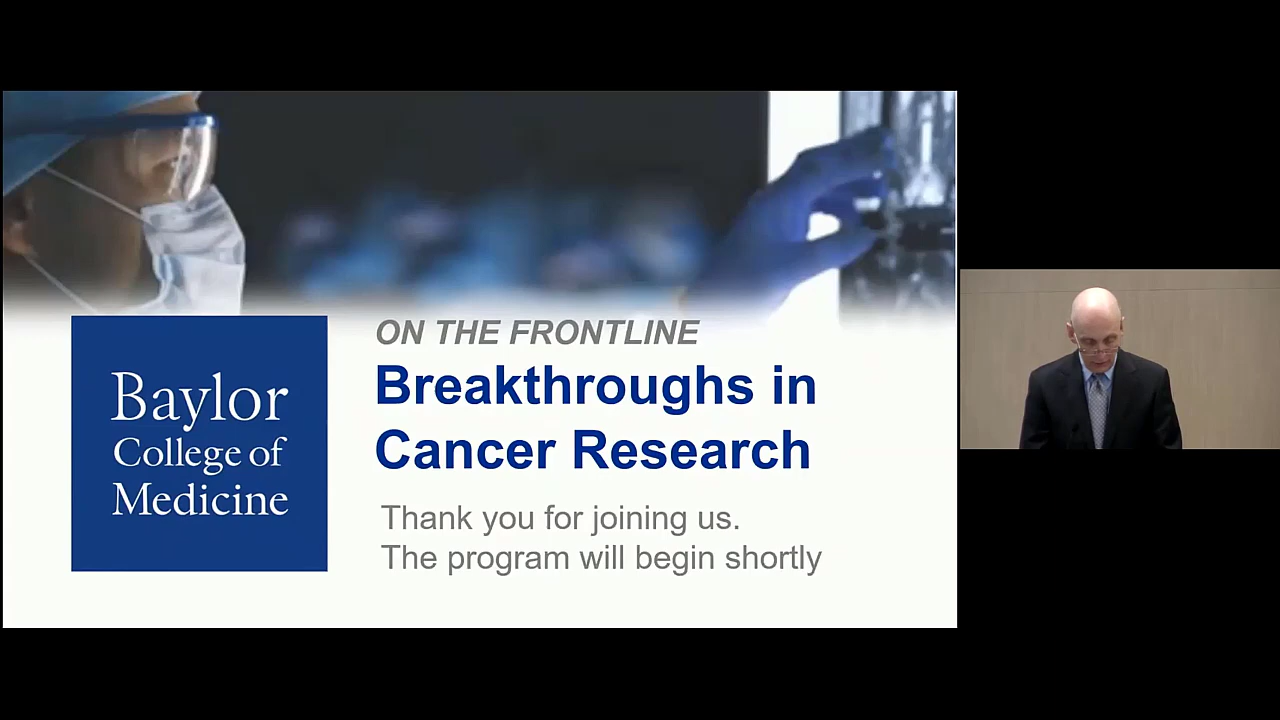 ON THE FRONTLINE
Breakthroughs in
Cancer Research
Baylor
College of
Medicine
Thank you for joining us.
The program will begin shortly